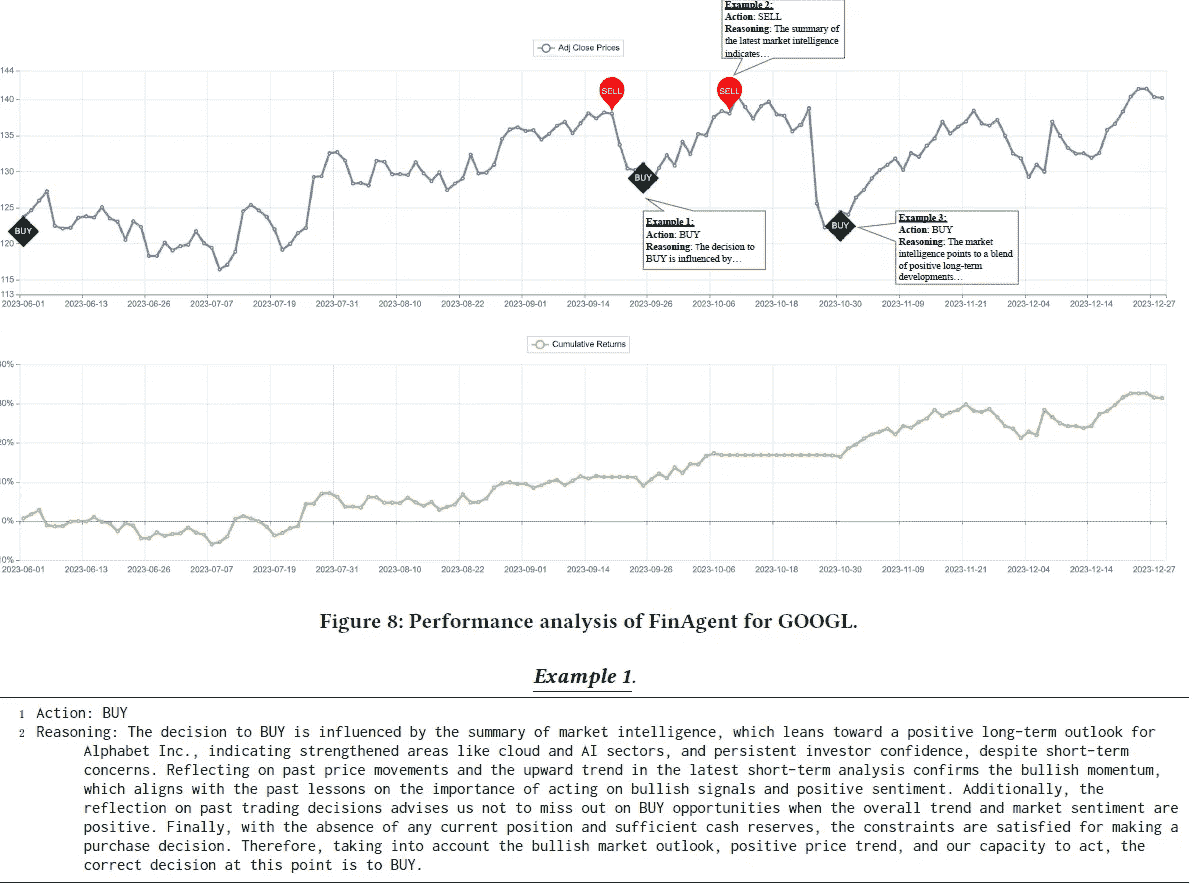 Example 2:
Action: SELL
Reasoning: The summary of
the latest market intelligence
indicates…
Adj Close Prices
144
140
135
130
125
120
115
113
SELL
SELL
BUY
BUY
BUY
Example 1:
Action: BUY
Reasoning: The decision to
BUY is influenced by…
Example 3:
Action: BUY
Reasoning: The market
intelligence points to a blend
of positive long-term
developments…
2023-06-01 2023-06-13 2023-06-26 2023-07-07 2023-07-19 2023-07-31 2023-08-10 2023-08-22 2023-09-01 2023-09-14 2023-09-26 2023-10-06 2023-10-18 2023-10-30 2023-11-09 2023-11-21 2023-12-04 2023-12-14 2023-12-27
Cumulative Returns
0%
2023-06-01 2023-06-13 2023-06-26 2023-07-07 2023-07-19 2023-07-31 2023-08-10 2023-08-22 2023-09-01 2023-09-14 2023-09-26 2023-10-06 2023-10-18 2023-10-30 2023-11-09 2023-11-21 2023-12-04 2023-12-14 2023-12-27
Figure 8: Performance analysis of FinAgent for GOOGL.
Example 1.
1 Action: BUY
2 Reasoning: The decision to BUY is influenced by the summary of market intelligence, which leans toward a positive long-term outlook for
Alphabet Inc., indicating strengthened areas like cloud and AI sectors, and persistent investor confidence, despite short-term
concerns. Reflecting on past price movements and the upward trend in the latest short-term analysis confirms the bullish momentum,
which aligns with the past lessons on the importance of acting on bullish signals and positive sentiment. Additionally, the
reflection on past trading decisions advises us not to miss out on BUY opportunities when the overall trend and market sentiment are
positive. Finally, with the absence of any current position and sufficient cash reserves, the constraints are satisfied for making a
purchase decision. Therefore, taking into account the bullish market outlook, positive price trend, and our capacity to act, the
correct decision at this point is to BUY.